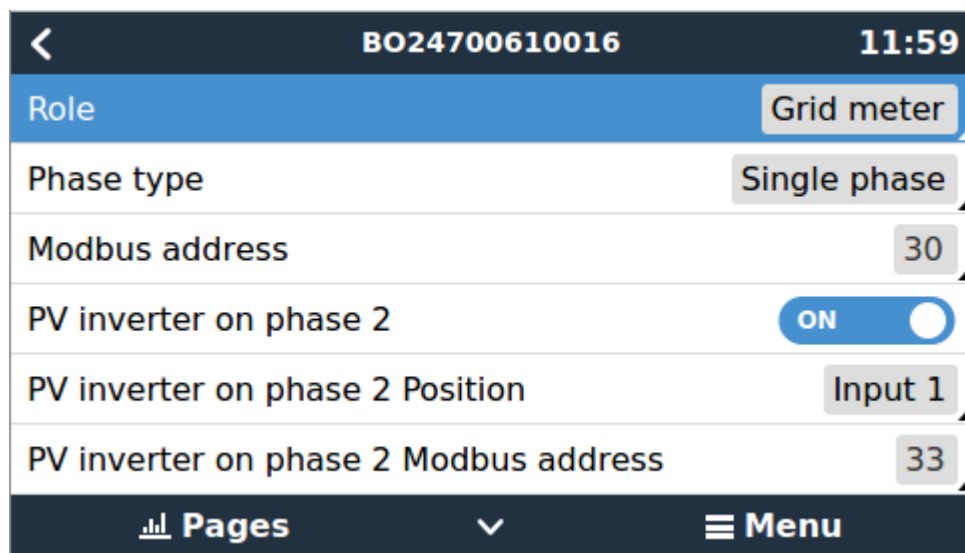 BO24700610016 11:59
Role Grid meter
Phase type Single phase
Modbus address 30
PV inverter on phase 2 ON
PV inverter on phase 2 Position Input 1
PV inverter on phase 2 Modbus address 33
Pages Menu